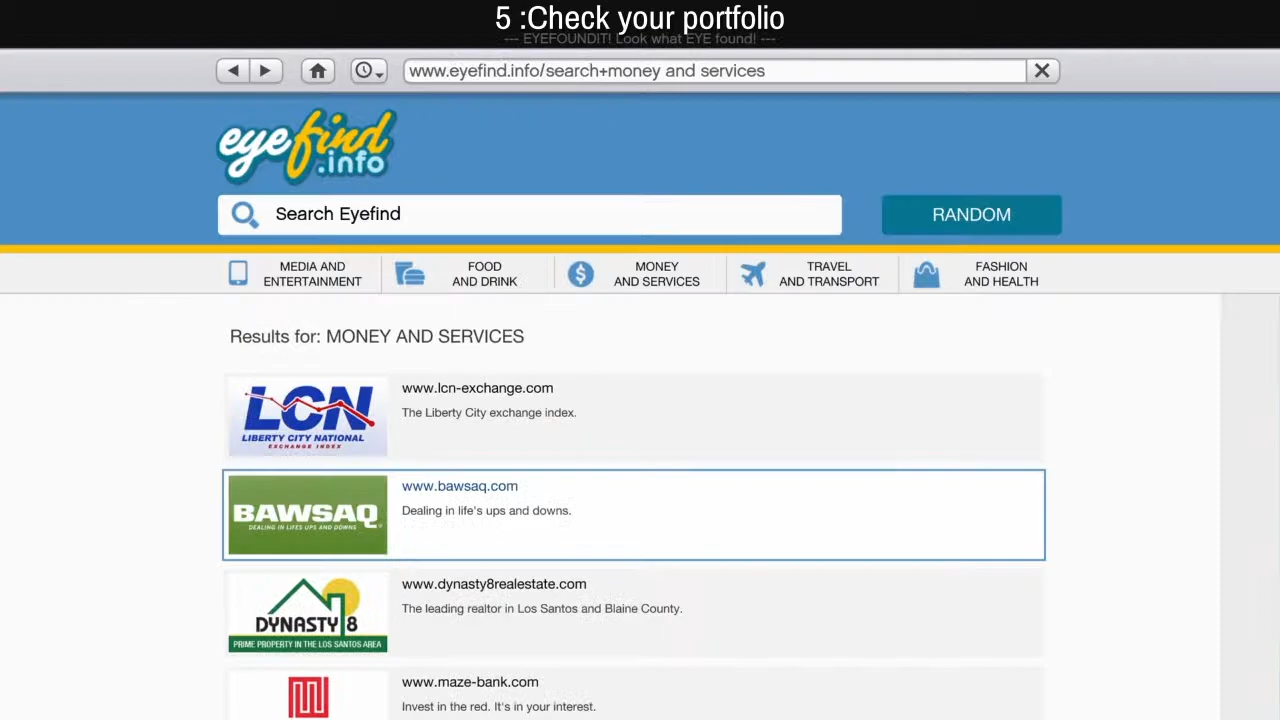 5 :Check your portfolio
--- EYEFOUNDIT! Look what EYE found! ---
www.eyefind.info/search+money and services
eyefind
.info
Search Eyefind
RANDOM
MEDIA AND
ENTERTAINMENT
FOOD
AND DRINK
MONEY
AND SERVICES
TRAVEL
AND TRANSPORT
FASHION
AND HEALTH
Results for: MONEY AND SERVICES
LCN
LIBERTY CITY NATIONAL
EXCHANGE INDEX
www.lcn-exchange.com
The Liberty City exchange index.
BAWSAQ
DEALING IN LIFES UPS AND DOWNS
www.bawsaq.com
Dealing in life's ups and downs.
DYNASTY 8
PRIME PROPERTY IN THE LOS SANTOS AREA
www.dynasty8realestate.com
The leading realtor in Los Santos and Blaine County.
www.maze-bank.com
Invest in the red. It's in your interest.